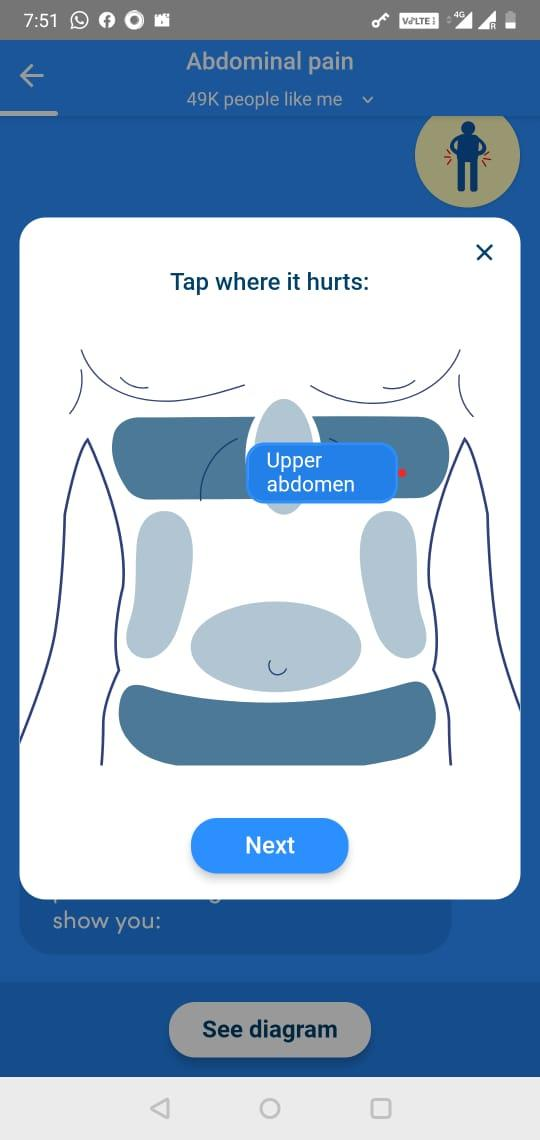 7:51
VoLTE
4G
R
Abdominal pain
49K people like me
Tap where it hurts:
Upper
abdomen
Next
show you:
See diagram